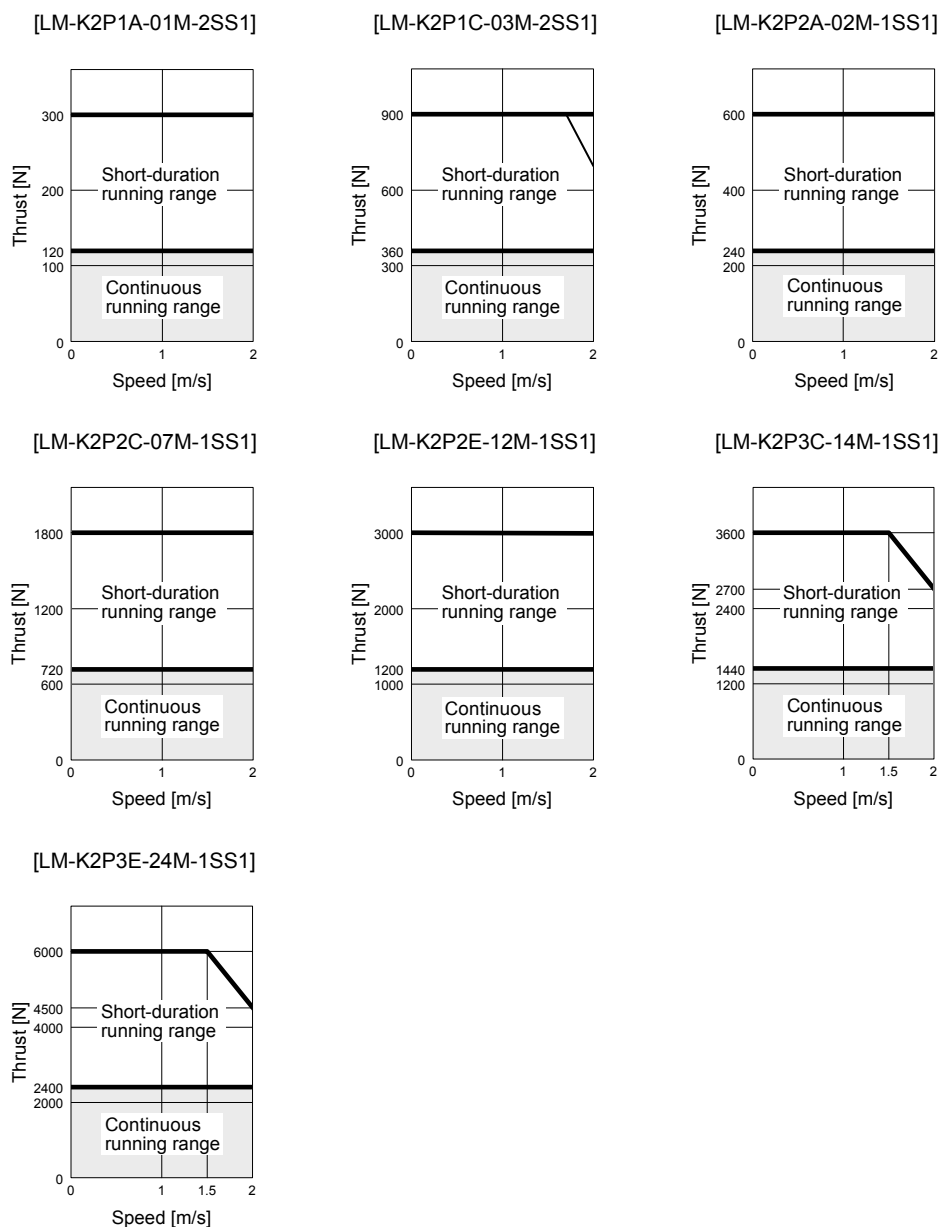 [LM-K2P1A-01M-2SS1]
Thrust [N]
300
200
120
100
0
Short-duration
running range
Continuous
running range
0 1 2
Speed [m/s]
[LM-K2P1C-03M-2SS1]
Thrust [N]
900
600
360
300
0
Short-duration
running range
Continuous
running range
0 1 2
Speed [m/s]
[LM-K2P2A-02M-1SS1]
Thrust [N]
600
400
240
200
0
Short-duration
running range
Continuous
running range
0 1 2
Speed [m/s]
[LM-K2P2C-07M-1SS1]
Thrust [N]
1800
1200
720
600
0
Short-duration
running range
Continuous
running range
0 1 2
Speed [m/s]
[LM-K2P2E-12M-1SS1]
Thrust [N]
3000
2000
1200
1000
0
Short-duration
running range
Continuous
running range
0 1 2
Speed [m/s]
[LM-K2P3C-14M-1SS1]
Thrust [N]
3600
2700
2400
1440
1200
0
Short-duration
running range
Continuous
running range
0 1 1.5 2
Speed [m/s]
[LM-K2P3E-24M-1SS1]
Thrust [N]
6000
4500
4000
2400
2000
0
Short-duration
running range
Continuous
running range
0 1 1.5 2
Speed [m/s]